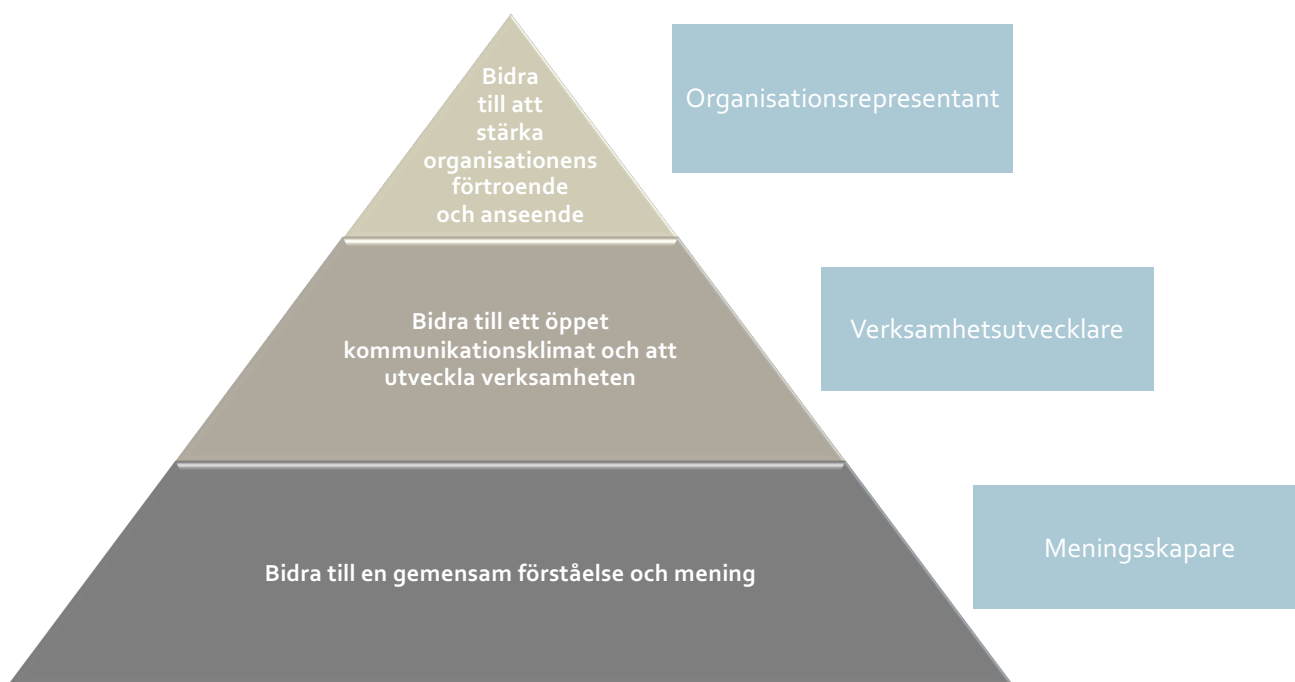 Bidra
till att
stärka
organisationens
förtroende
och anseende
Organisationsrepresentant
Bidra till ett öppet
kommunikationsklimat och att
utveckla verksamheten
Verksamhetsutvecklare
Bidra till en gemensam förståelse och mening
Meningsskapare